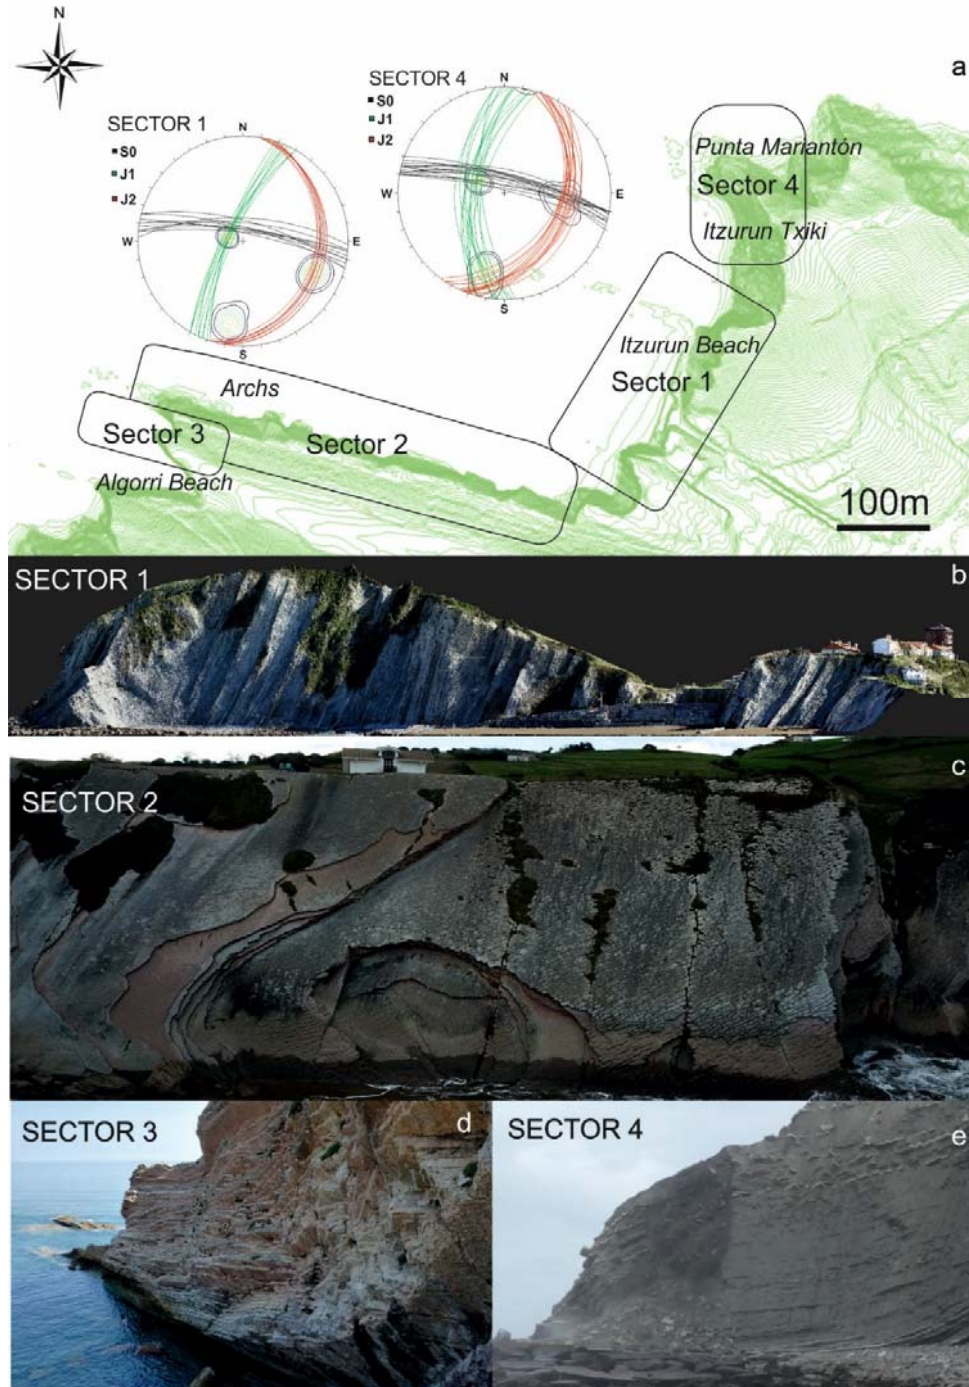 N
a
SECTOR 1
S0
J1
J2
N
W
E
S
SECTOR 4
S0
J1
J2
N
W
E
S
Punta Mariantón
Sector 4
Itzurun Txiki
Itzurun Beach
Sector 1
Archs
Sector 3
Sector 2
Algorri Beach
100m
SECTOR 1
b
SECTOR 2
c
SECTOR 3
d
SECTOR 4
e